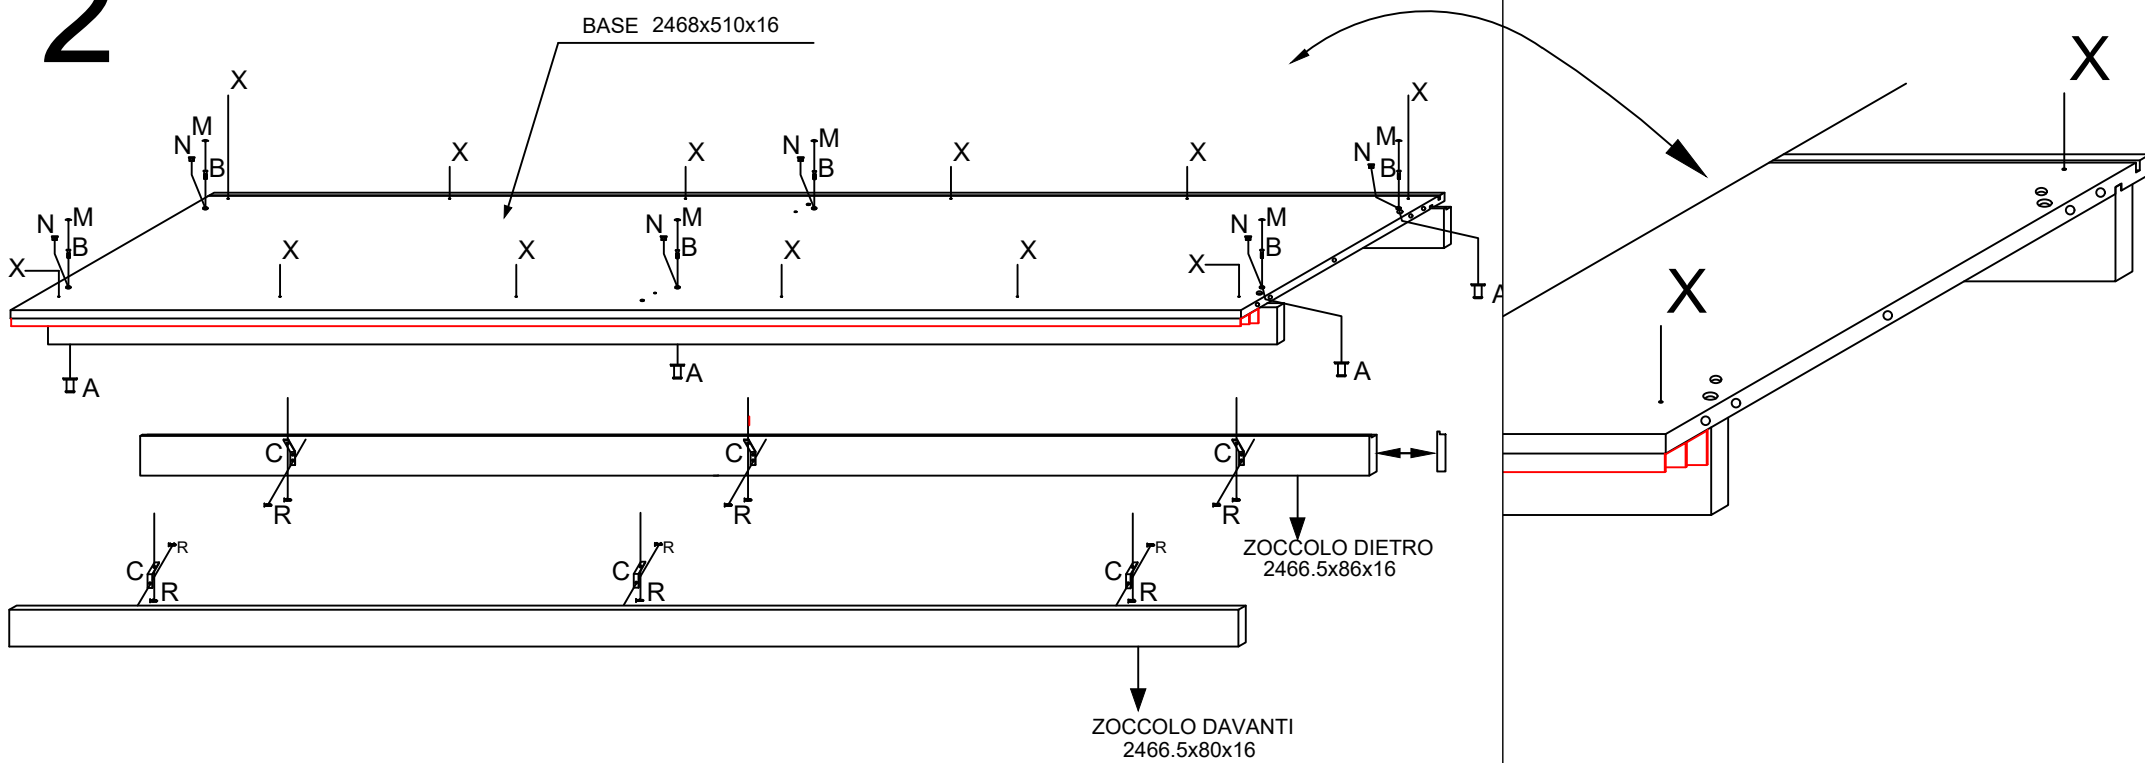 2
BASE 2468x510x16
X
X
X
X
X
X
X
N M
B
N M
B
N M
B
N M
B
N M
B
N M
B
X
X
X
X
X
X
X
A
A
A
A
C
C
C
R
R
R
ZOCCOLO DIETRO
2466.5x86x16
C R
R
C R
R
C R
R
ZOCCOLO DAVANTI
2466.5x80x16